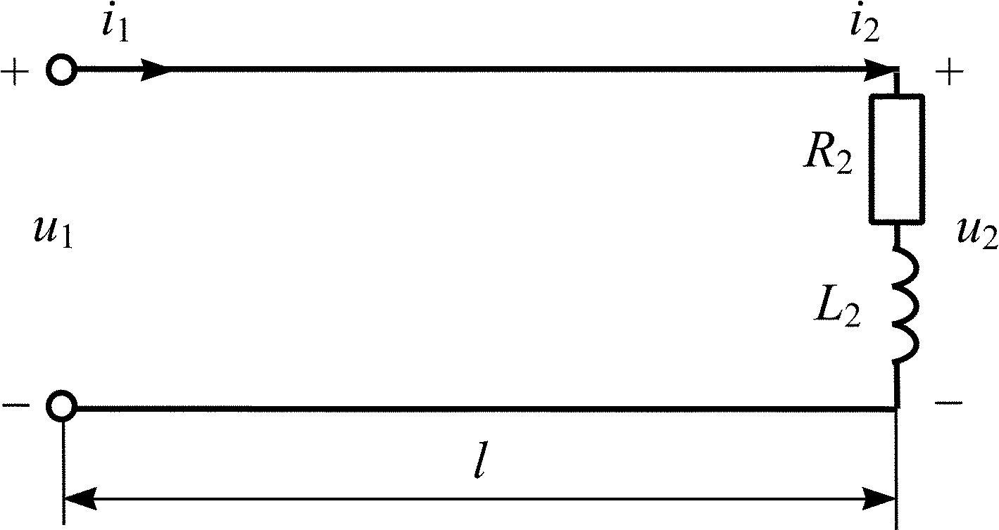 i₁ i₂
+ +
R₂
u₁ u₂
L₂
− −
l